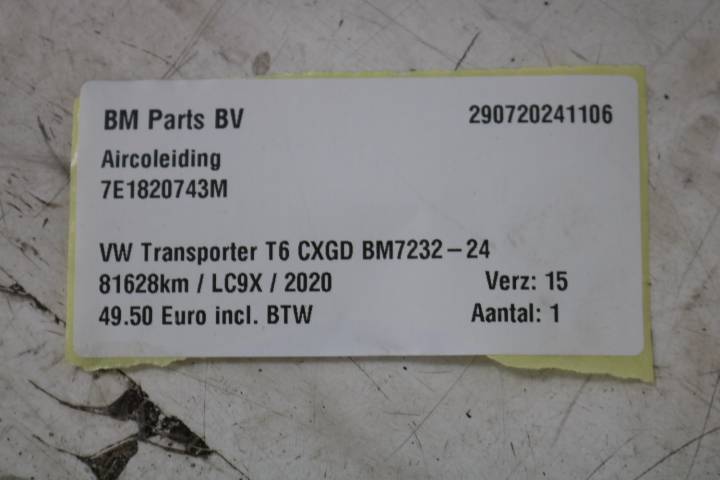 BM Parts BV 290720241106
Aircoleiding
7E1820743M
VW Transporter T6 CXGD BM7232-24
81628km / LC9X / 2020 Verz: 15
49.50 Euro incl. BTW Aantal: 1